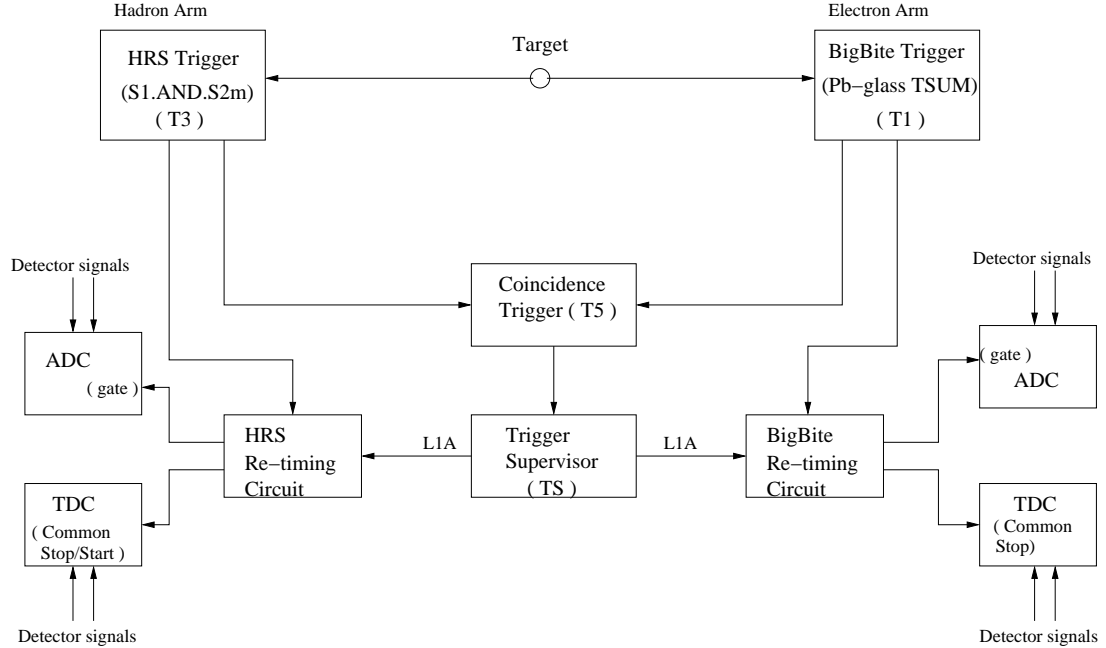 Hadron Arm
Electron Arm
HRS Trigger
(S1.AND.S2m)
( T3 )
Target
BigBite Trigger
(Pb−glass TSUM)
( T1 )
Detector signals
Detector signals
Coincidence
Trigger ( T5 )
ADC
( gate )
( gate )
ADC
HRS
Re−timing
Circuit
L1A
Trigger
Supervisor
( TS )
L1A
BigBite
Re−timing
Circuit
TDC
( Common
Stop/Start )
TDC
( Common
Stop)
Detector signals
Detector signals